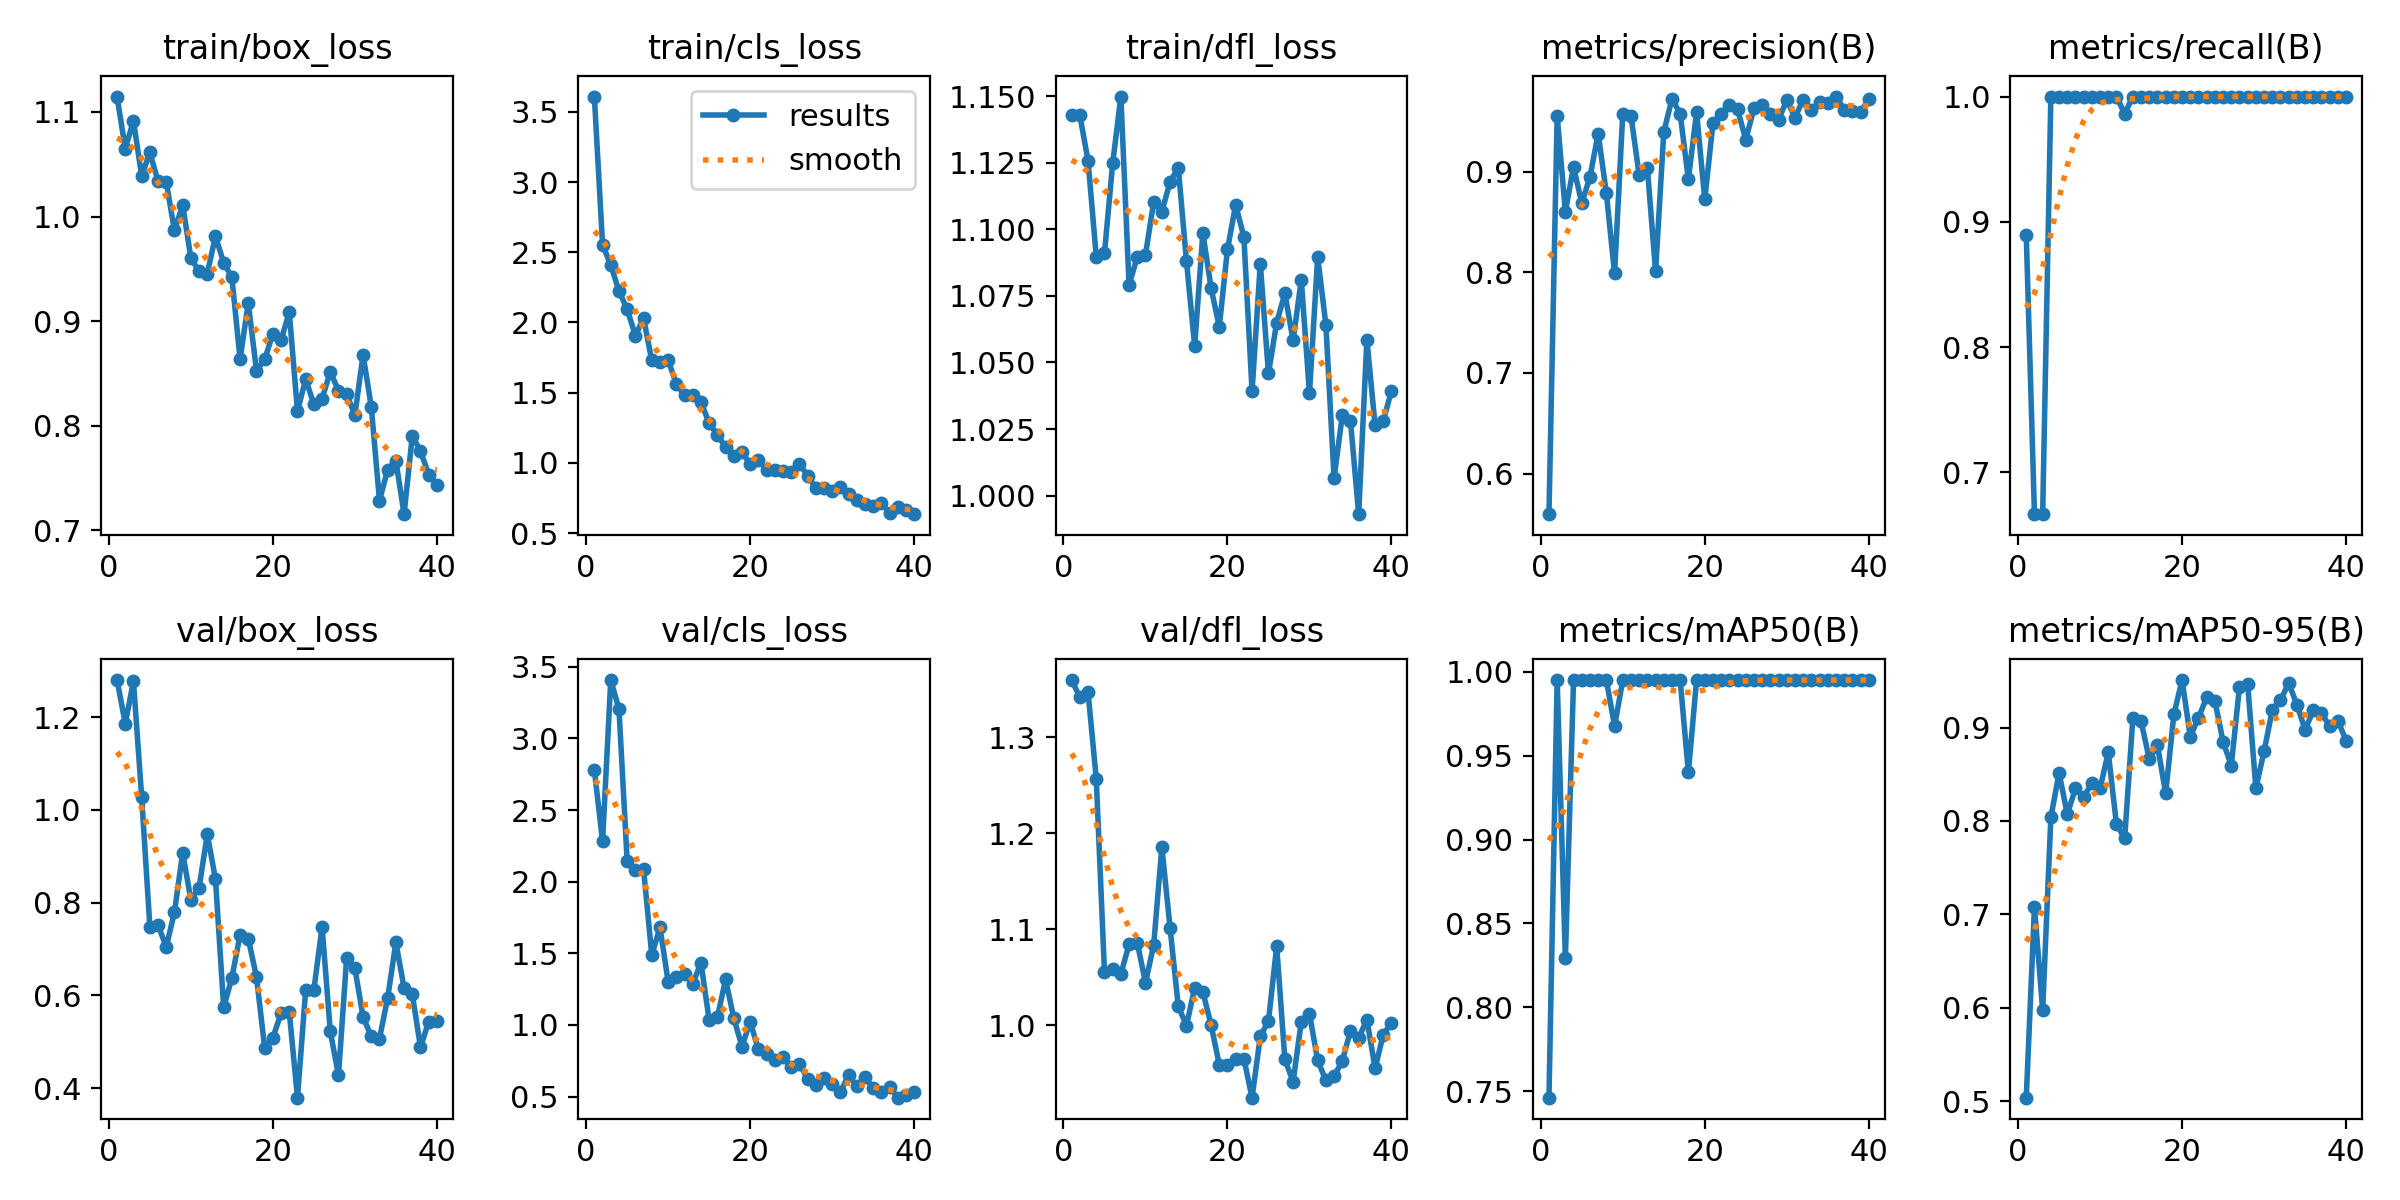 train/box_loss
1.1
1.0
0.9
0.8
0.7
0 20 40
train/cls_loss
results
smooth
3.5
3.0
2.5
2.0
1.5
1.0
0.5
0 20 40
train/dfl_loss
1.150
1.125
1.100
1.075
1.050
1.025
1.000
0 20 40
metrics/precision(B)
0.9
0.8
0.7
0.6
0 20 40
metrics/recall(B)
1.0
0.9
0.8
0.7
0 20 40
val/box_loss
1.2
1.0
0.8
0.6
0.4
0 20 40
val/cls_loss
3.5
3.0
2.5
2.0
1.5
1.0
0.5
0 20 40
val/dfl_loss
1.3
1.2
1.1
1.0
0 20 40
metrics/mAP50(B)
1.00
0.95
0.90
0.85
0.80
0.75
0 20 40
metrics/mAP50-95(B)
0.9
0.8
0.7
0.6
0.5
0 20 40